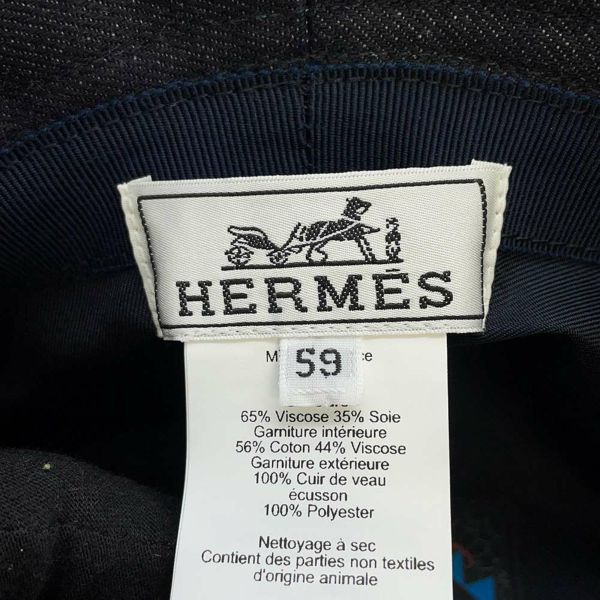 HERMÈS
59
65% Viscose 35% Soie
Garniture intérieure
56% Coton 44% Viscose
Garniture extérieure
100% Cuir de veau
écusson
100% Polyester
Nettoyage à sec
Contient des parties non textiles
d'origine animale